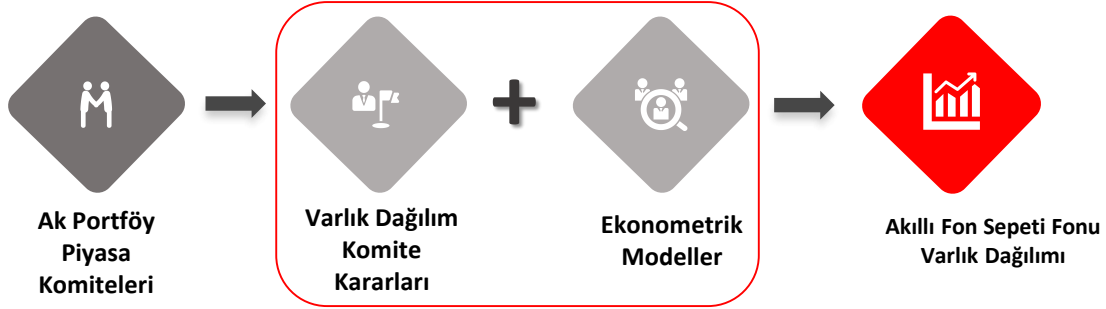 Ak Portföy
Piyasa
Komiteleri
Varlık Dağılım
Komite
Kararları
Ekonometrik
Modeller
Akıllı Fon Sepeti Fonu
Varlık Dağılımı